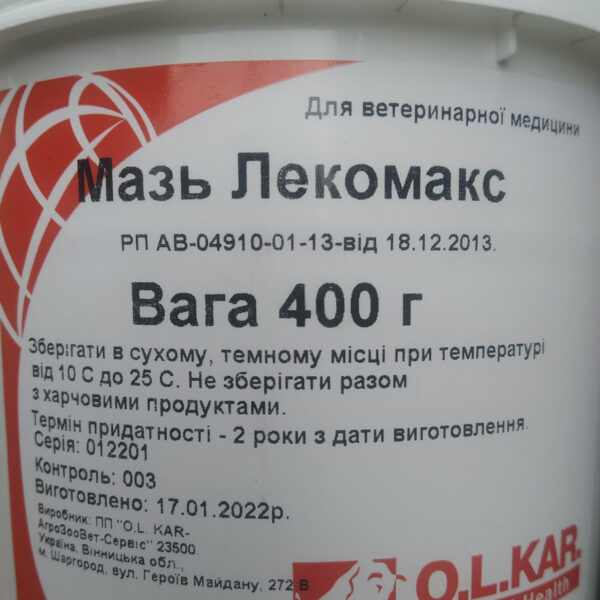 Для ветеринарної медицини
Мазь Лекомакс
РП АВ-04910-01-13-від 18.12.2013.
Вага 400 г
Зберігати в сухому, темному місці при температурі
від 10 С до 25 С. Не зберігати разом
з харчовими продуктами.
Термін придатності - 2 роки з дати виготовлення.
Серія: 012201
Контроль: 003
Виготовлено: 17.01.2022р.
Виробник: ПП "O.L. KAR-
АгроЗооВет-Сервіс" 23500
Україна, Вінницька обл.,
м. Шаргород, вул. Героїв Майдану, 272 В
O.L.KAR.
Health